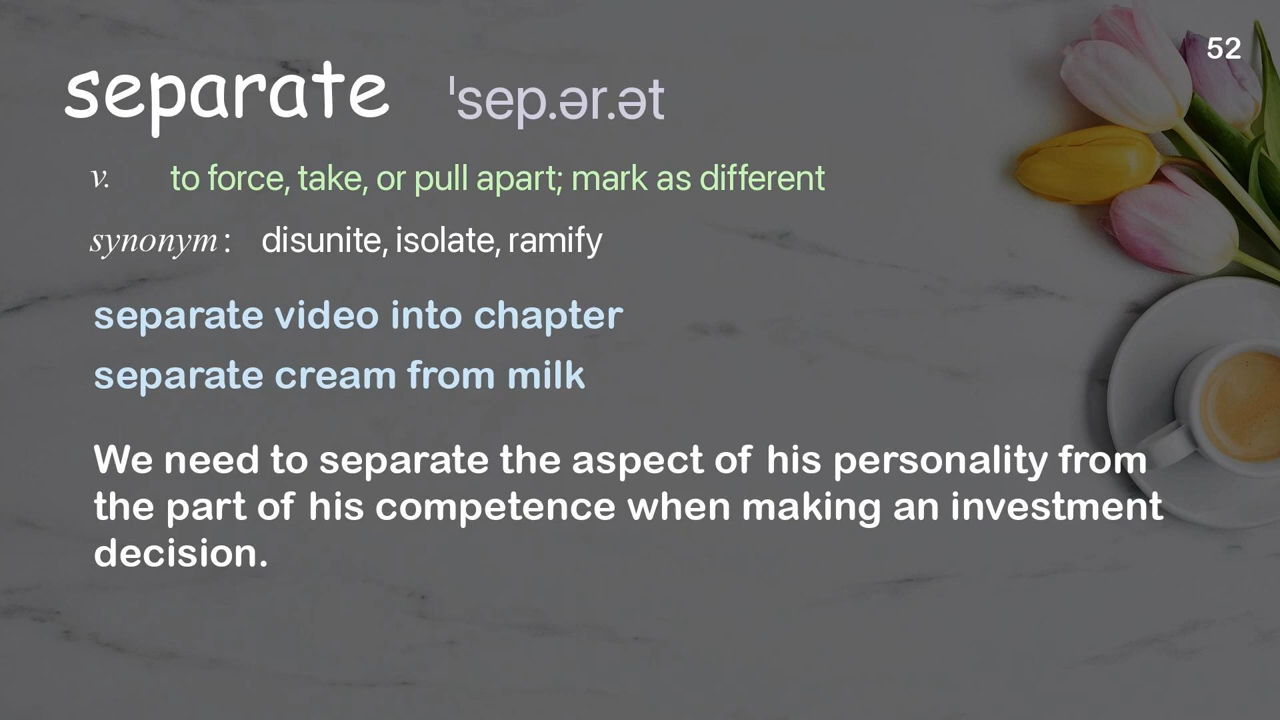 52
separate ˈsep.ər.ət
v. to force, take, or pull apart; mark as different
synonym : disunite, isolate, ramify
separate video into chapter
separate cream from milk
We need to separate the aspect of his personality from
the part of his competence when making an investment
decision.